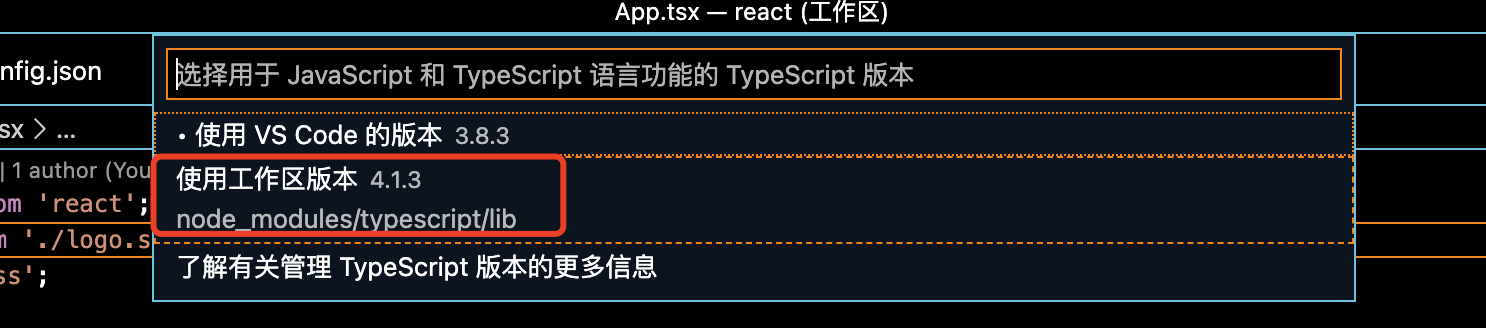 App.tsx — react (工作区)
nfig.json
选择用于 JavaScript 和 TypeScript 语言功能的 TypeScript 版本
sx > ...
• 使用 VS Code 的版本 3.8.3
| 1 author (You
使用工作区版本 4.1.3
om 'react';
node_modules/typescript/lib
m './logo.s
了解有关管理 TypeScript 版本的更多信息
ss';